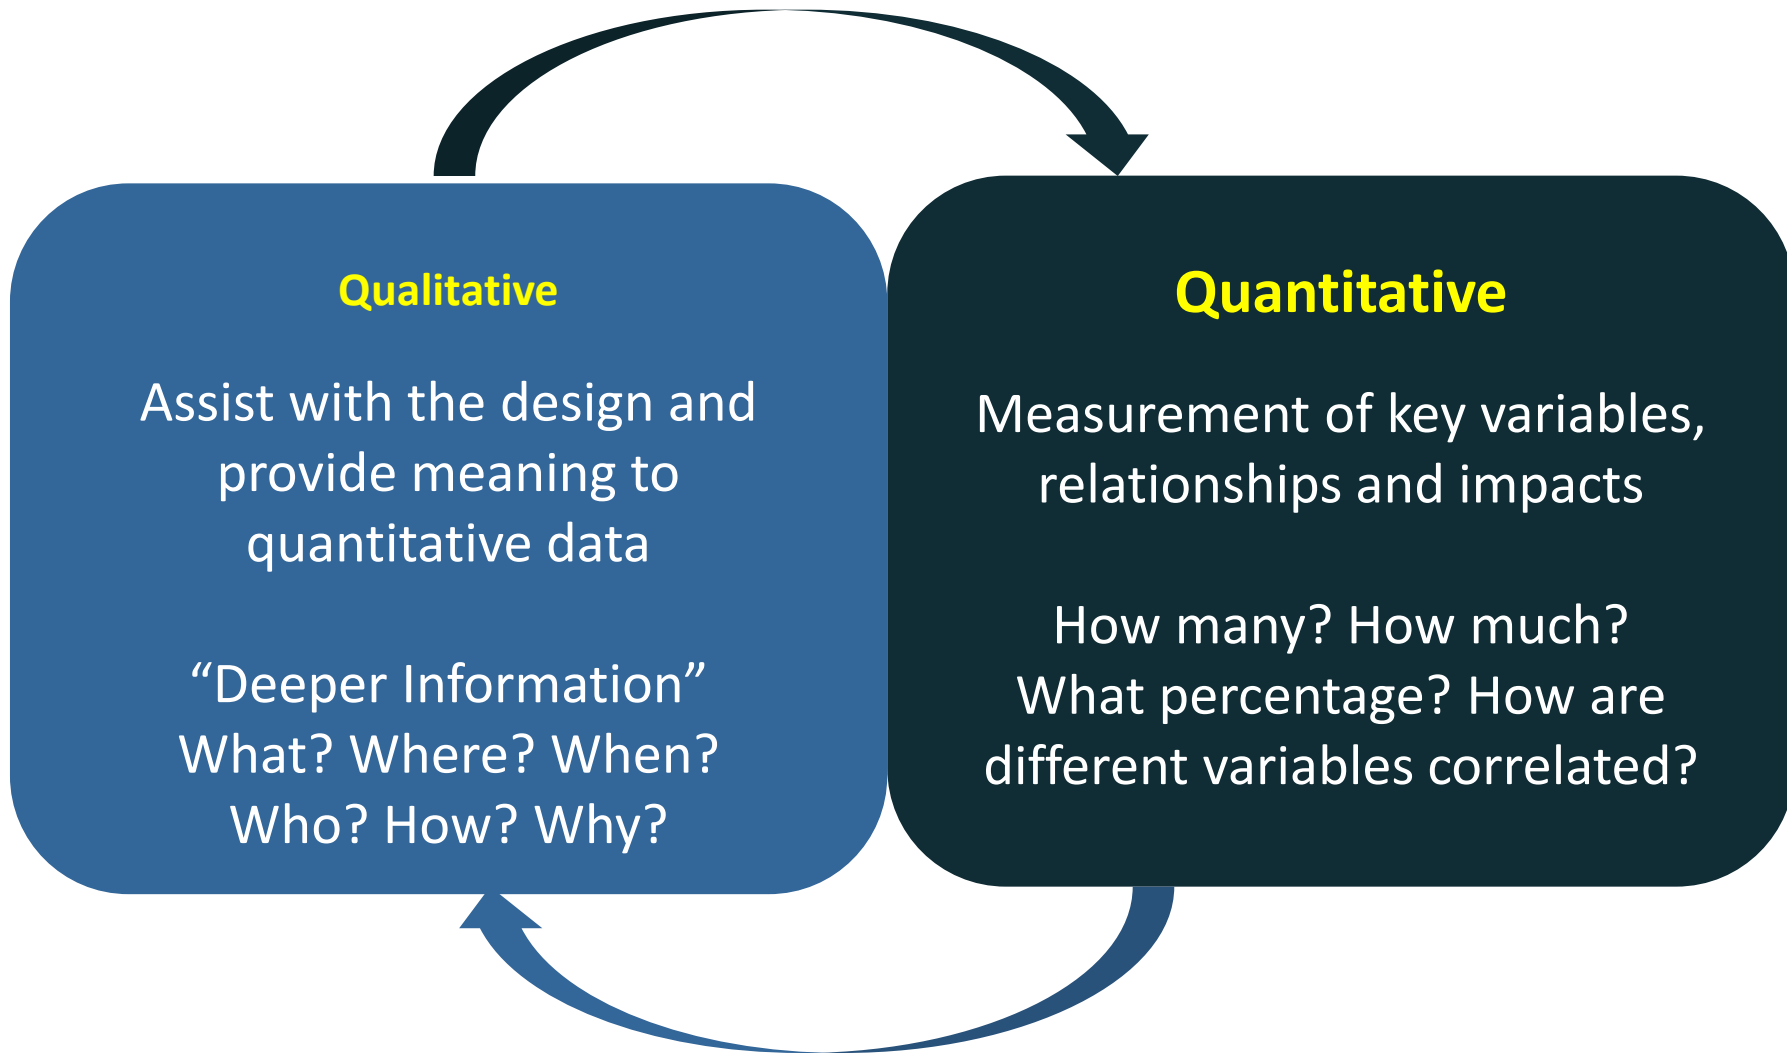 Qualitative
Assist with the design and
provide meaning to
quantitative data
“Deeper Information”
What? Where? When?
Who? How? Why?
Quantitative
Measurement of key variables,
relationships and impacts
How many? How much?
What percentage? How are
different variables correlated?